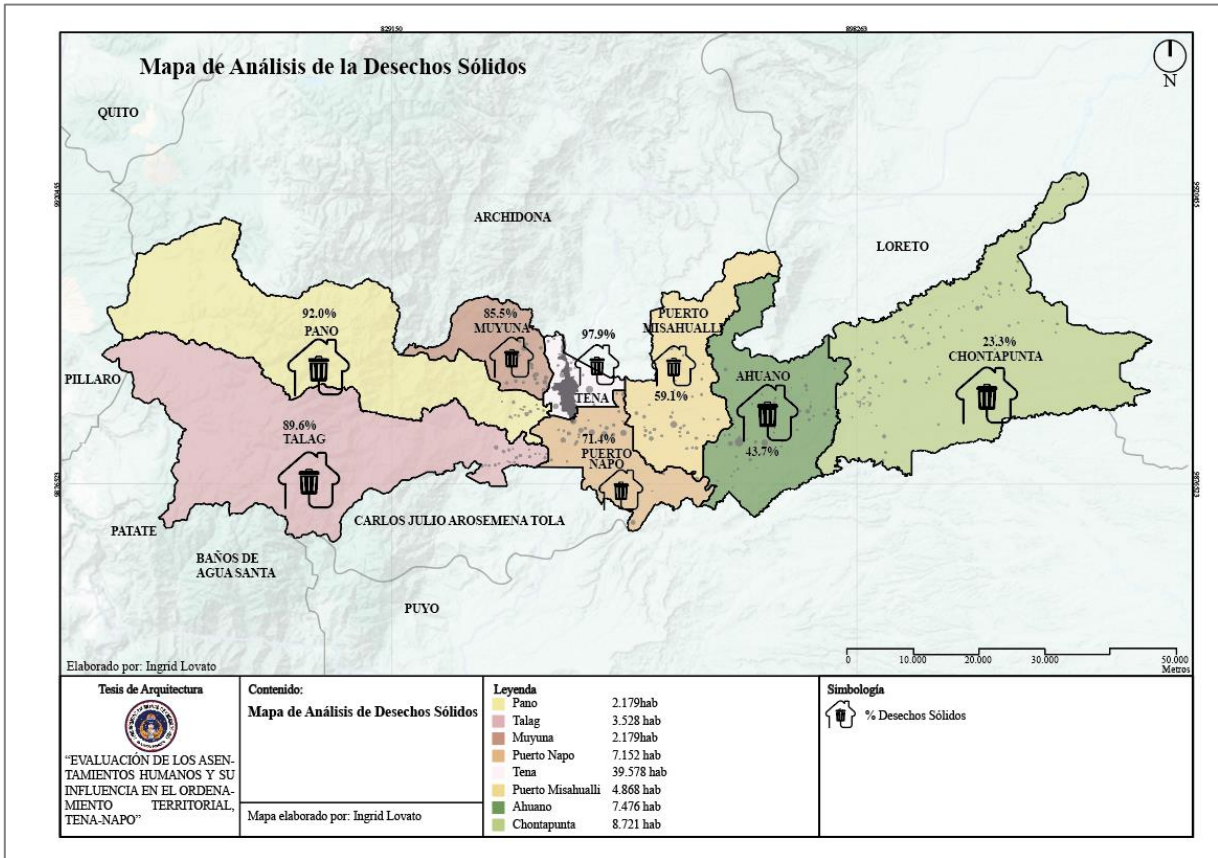 829150
898263
Mapa de Análisis de la Desechos Sólidos
N
QUITO
9920455
ARCHIDONA
LORETO
92.0%
PANO
85.5%
MUYUNA
97.9%
TENA
PUERTO
MISAHUALLI
59.1%
AHUANO
43.7%
23.3%
CHONTAPUNTA
PILLARO
89.6%
TALAG
71.4%
PUERTO
NAPO
9876523
9876523
PATATE
CARLOS JULIO AROSEMENA TOLA
BAÑOS DE
AGUA SANTA
PUYO
Elaborado por: Ingrid Lovato
0 10.000 20.000 30.000 50.000
Metros
Tesis de Arquitectura
"EVALUACIÓN DE LOS ASEN-
TAMIENTOS HUMANOS Y SU
INFLUENCIA EN EL ORDENA-
MIENTO TERRITORIAL,
TENA-NAPO"
Contenido:
Mapa de Análisis de Desechos Sólidos
Mapa elaborado por: Ingrid Lovato
Leyenda
Pano 2.179hab
Talag 3.528 hab
Muyuna 2.179hab
Puerto Napo 7.152 hab
Tena 39.578 hab
Puerto Misahualli 4.868 hab
Ahuano 7.476 hab
Chontapunta 8.721 hab
Simbología
% Desechos Sólidos